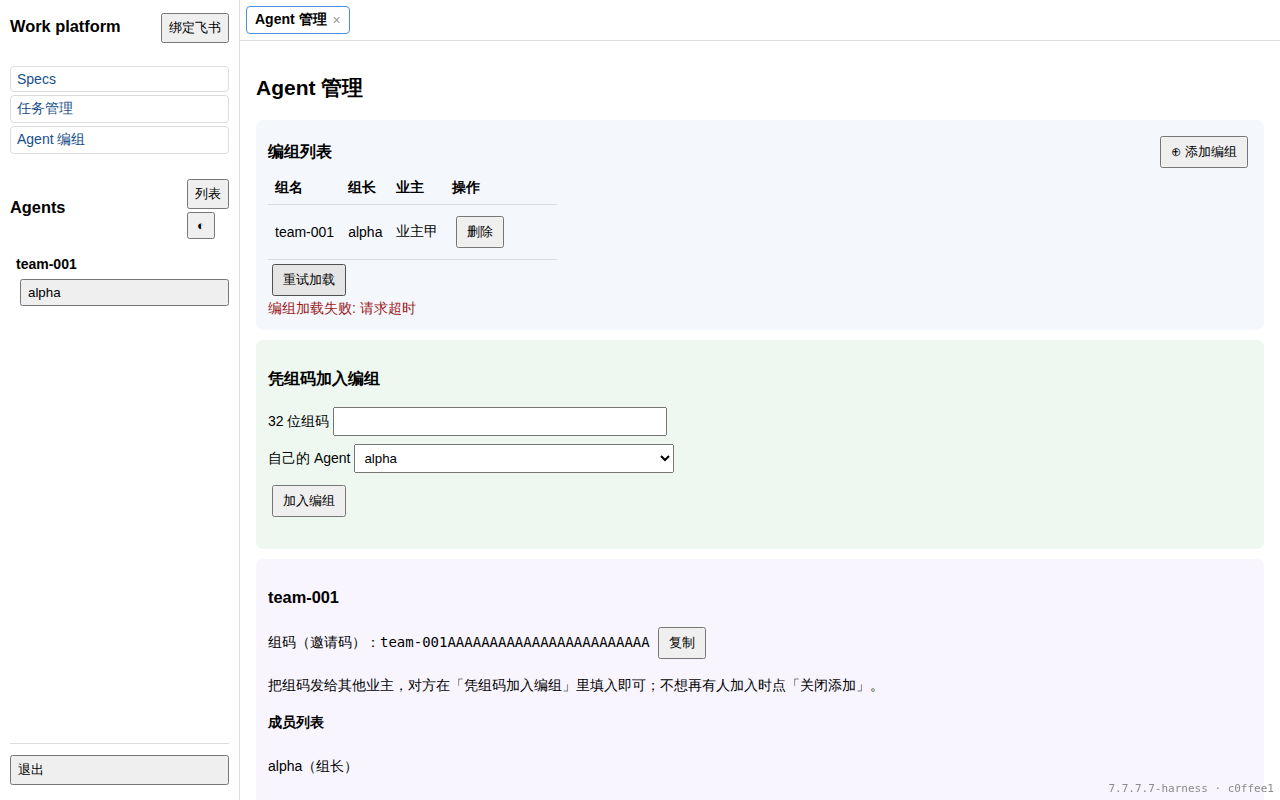 Work platform
绑定飞书
Specs
任务管理
Agent 编组
Agents
列表
team-001
alpha
退出
Agent 管理 ×
Agent 管理
编组列表
⊕ 添加编组
组名 组长 业主 操作
team-001 alpha 业主甲 删除
重试加载
编组加载失败: 请求超时
凭组码加入编组
32 位组码
自己的 Agent alpha
加入编组
team-001
组码（邀请码）：team-001AAAAAAAAAAAAAAAAAAAAAAAA 复制
把组码发给其他业主，对方在「凭组码加入编组」里填入即可；不想再有人加入时点「关闭添加」。
成员列表
alpha（组长）
7.7.7.7-harness · c0ffee1